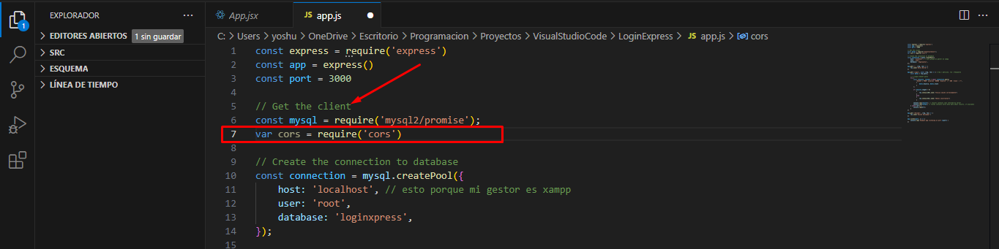 EXPLORADOR ···
EDITORES ABIERTOS 1 sin guardar
SRC
ESQUEMA
LÍNEA DE TIEMPO
1
App.jsx
JS app.js
C: > Users > yoshu > OneDrive > Escritorio > Programacion > Proyectos > VisualStudioCode > LoginExpress > JS app.js > cors
1 const express = require('express')
2 const app = express()
3 const port = 3000
4
5 // Get the client
6 const mysql = require('mysql2/promise');
7 var cors = require('cors')
8
9 // Create the connection to database
10 const connection = mysql.createPool({
11 host: 'localhost', // esto porque mi gestor es xampp
12 user: 'root',
13 database: 'loginxpress',
14 });
15